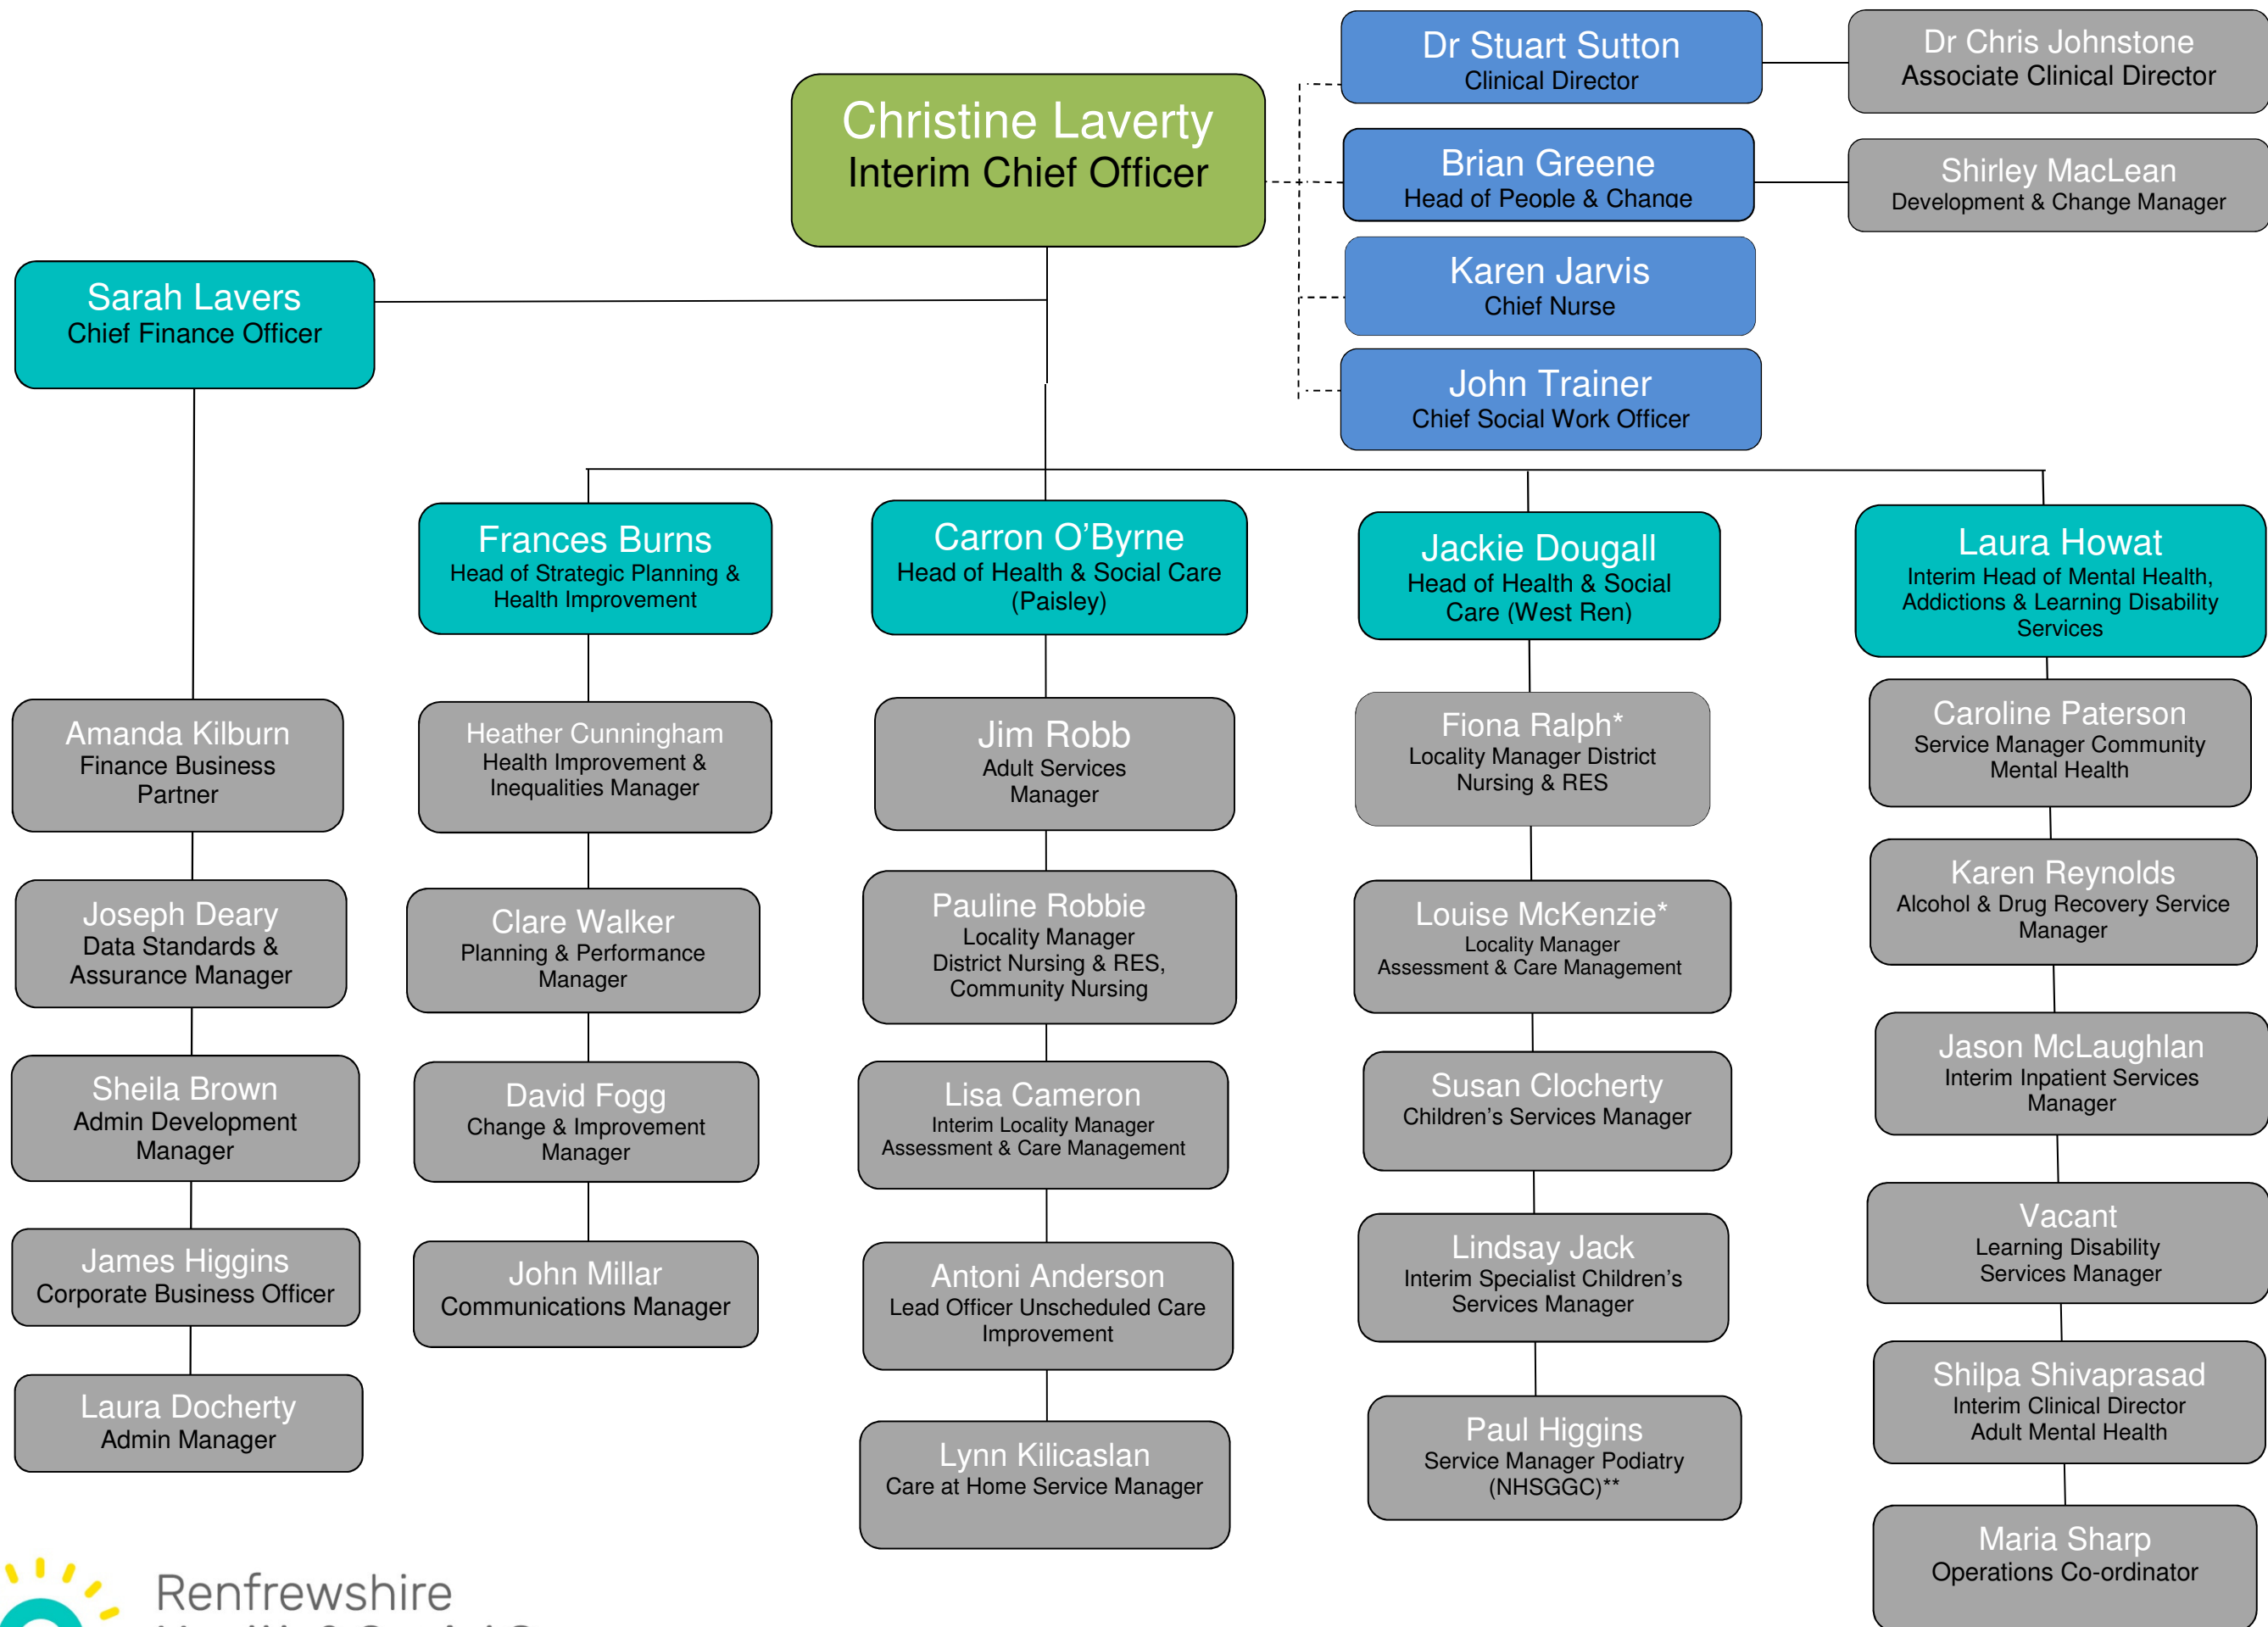 Dr Stuart Sutton
Clinical Director
Dr Chris Johnstone
Associate Clinical Director
Christine Laverty
Interim Chief Officer
Brian Greene
Head of People & Change
Shirley MacLean
Development & Change Manager
Karen Jarvis
Chief Nurse
John Trainer
Chief Social Work Officer
Sarah Lavers
Chief Finance Officer
Frances Burns
Head of Strategic Planning &
Health Improvement
Carron O’Byrne
Head of Health & Social Care
(Paisley)
Jackie Dougall
Head of Health & Social
Care (West Ren)
Laura Howat
Interim Head of Mental Health,
Addictions & Learning Disability
Services
Amanda Kilburn
Finance Business
Partner
Joseph Deary
Data Standards &
Assurance Manager
Sheila Brown
Admin Development
Manager
James Higgins
Corporate Business Officer
Laura Docherty
Admin Manager
Heather Cunningham
Health Improvement &
Inequalities Manager
Clare Walker
Planning & Performance
Manager
David Fogg
Change & Improvement
Manager
John Millar
Communications Manager
Jim Robb
Adult Services
Manager
Pauline Robbie
Locality Manager
District Nursing & RES,
Community Nursing
Lisa Cameron
Interim Locality Manager
Assessment & Care Management
Antoni Anderson
Lead Officer Unscheduled Care
Improvement
Lynn Kilicaslan
Care at Home Service Manager
Fiona Ralph*
Locality Manager District
Nursing & RES
Louise McKenzie*
Locality Manager
Assessment & Care Management
Susan Clocherty
Children’s Services Manager
Lindsay Jack
Interim Specialist Children’s
Services Manager
Paul Higgins
Service Manager Podiatry
(NHSGGC)**
Caroline Paterson
Service Manager Community
Mental Health
Karen Reynolds
Alcohol & Drug Recovery Service
Manager
Jason McLaughlan
Interim Inpatient Services
Manager
Vacant
Learning Disability
Services Manager
Shilpa Shivaprasad
Interim Clinical Director
Adult Mental Health
Maria Sharp
Operations Co-ordinator
Renfrewshire